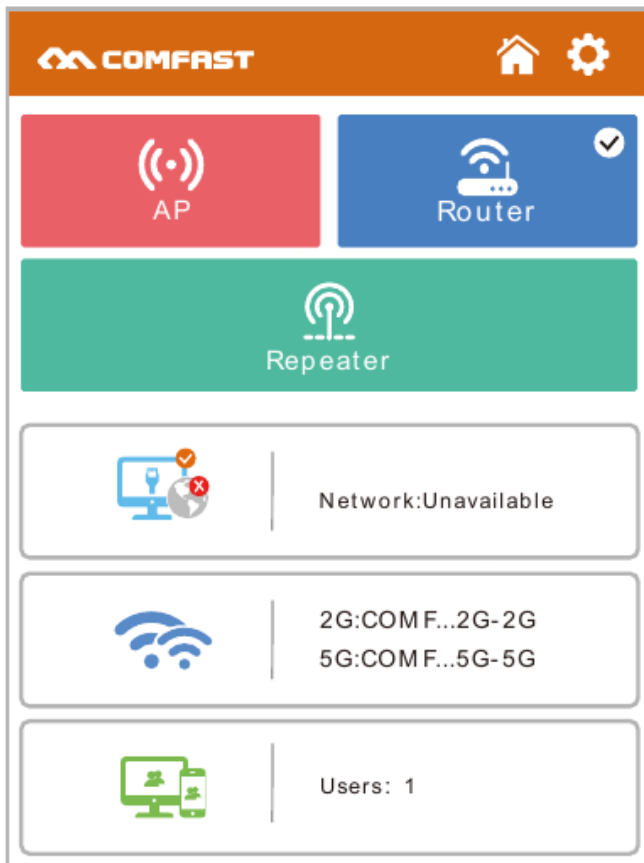 COMFAST
AP
Router
Repeater
Network:Unavailable
2G:COMF...2G-2G
5G:COMF...5G-5G
Users: 1